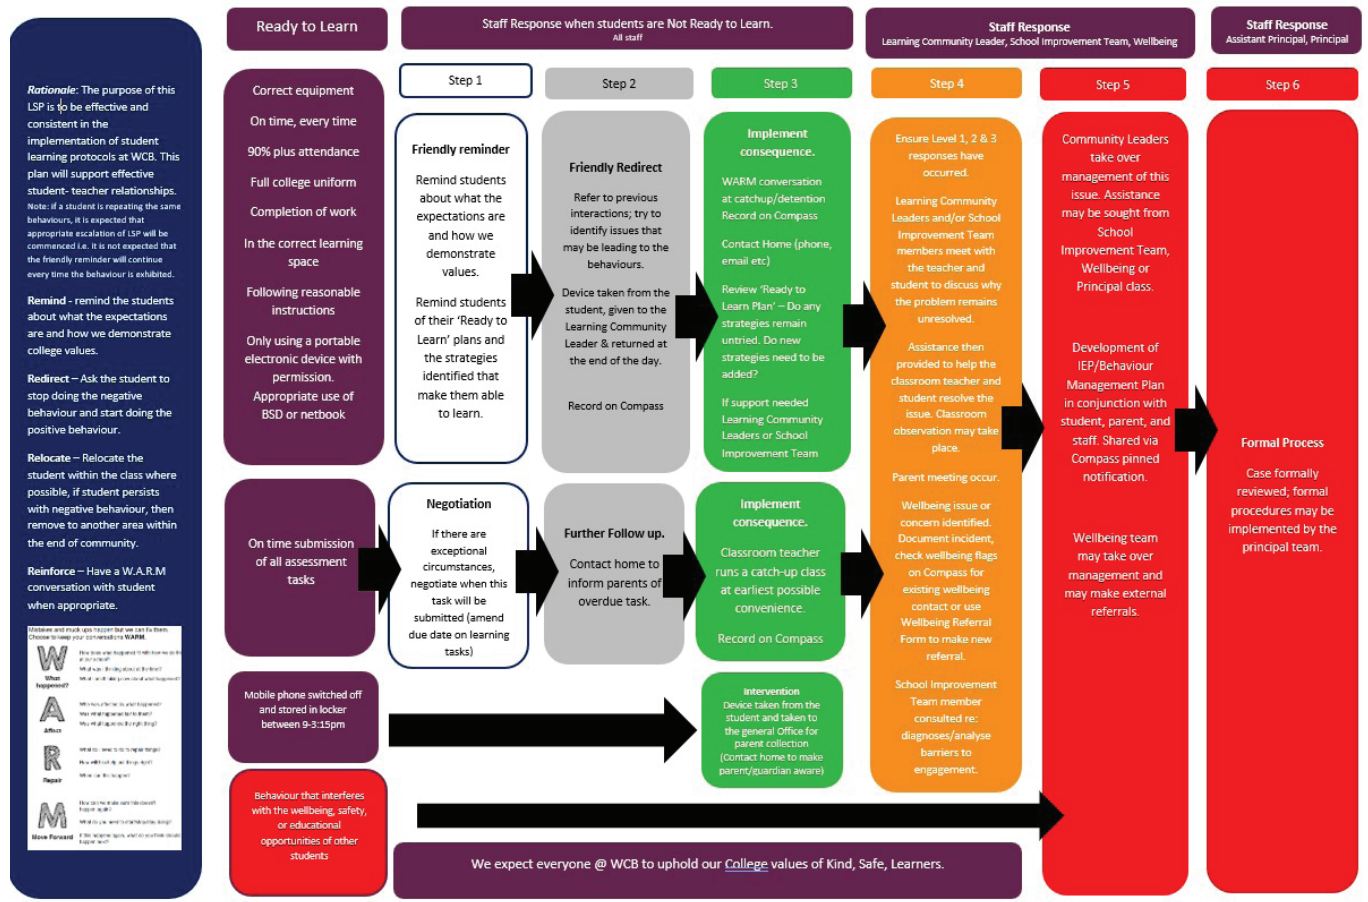 Rationale: The purpose of this
LSP is to be effective and
consistent in the
implementation of student
learning protocols at WCB. This
plan will support effective
student- teacher relationships.
Note: if a student is repeating the same
behaviours, it is expected that
appropriate escalation of LSP will be
commenced i.e. it is not expected that
the friendly reminder will continue
every time the behaviour is exhibited.
Remind - remind the students
about what the expectations
are and how we demonstrate
college values.
Redirect – Ask the student to
stop doing the negative
behaviour and start doing the
positive behaviour.
Relocate – Relocate the
student within the class where
possible, if student persists
with negative behaviour, then
remove to another area within
the end of community.
Reinforce – Have a W.A.R.M
conversation with student
when appropriate.
Mistakes and muck ups happen but we can fix them.
Choose to keep your conversations WARM.
W
What
happened?
A
Affect
R
Repair
M
Move Forward
Ready to Learn
Correct equipment
On time, every time
90% plus attendance
Full college uniform
Completion of work
In the correct learning
space
Following reasonable
instructions
Only using a portable
electronic device with
permission.
Appropriate use of
BSD or netbook
On time submission
of all assessment
tasks
Mobile phone switched off
and stored in locker
between 9-3:15pm
Behaviour that interferes
with the wellbeing, safety,
or educational
opportunities of other
students
Staff Response when students are Not Ready to Learn.
All staff
Step 1
Friendly reminder
Remind students
about what the
expectations are
and how we
demonstrate
values.
Remind students
of their ‘Ready to
Learn’ plans and
the strategies
identified that
make them able
to learn.
Negotiation
If there are
exceptional
circumstances,
negotiate when this
task will be
submitted (amend
due date on learning
tasks)
Step 2
Friendly Redirect
Refer to previous
interactions; try to
identify issues that
may be leading to the
behaviours.
Device taken from the
student, given to the
Learning Community
Leader & returned at
the end of the day.
Record on Compass
Further Follow up.
Contact home to
inform parents of
overdue task.
Step 3
Implement
consequence.
WARM conversation
at catchup/detention
Record on Compass
Contact Home (phone,
email etc)
Review ‘Ready to
Learn Plan’ – Do any
strategies remain
untried. Do new
strategies need to be
added?
If support needed
Learning Community
Leaders or School
Improvement Team
Implement
consequence.
Classroom teacher
runs a catch-up class
at earliest possible
convenience.
Record on Compass
Intervention
Device taken from the
student and taken to
the general Office for
parent collection
(Contact home to make
parent/guardian aware)
Staff Response
Learning Community Leader, School Improvement Team, Wellbeing
Step 4
Ensure Level 1, 2 & 3
responses have
occurred.
Learning Community
Leaders and/or School
Improvement Team
members meet with
the teacher and
student to discuss why
the problem remains
unresolved.
Assistance then
provided to help the
classroom teacher and
student resolve the
issue. Classroom
observation may take
place.
Parent meeting occur.
Wellbeing issue or
concern identified.
Document incident,
check wellbeing flags
on Compass for
existing wellbeing
contact or use
Wellbeing Referral
Form to make new
referral.
School Improvement
Team member
consulted re:
diagnoses/analyse
barriers to
engagement.
Step 5
Community Leaders
take over
management of this
issue. Assistance
may be sought from
School
Improvement Team,
Wellbeing or
Principal class.
Development of
IEP/Behaviour
Management Plan
in conjunction with
student, parent, and
staff. Shared via
Compass pinned
notification.
Wellbeing team
may take over
management and
may make external
referrals.
Staff Response
Assistant Principal, Principal
Step 6
Formal Process
Case formally
reviewed; formal
procedures may be
implemented by the
principal team.
We expect everyone @ WCB to uphold our College values of Kind, Safe, Learners.